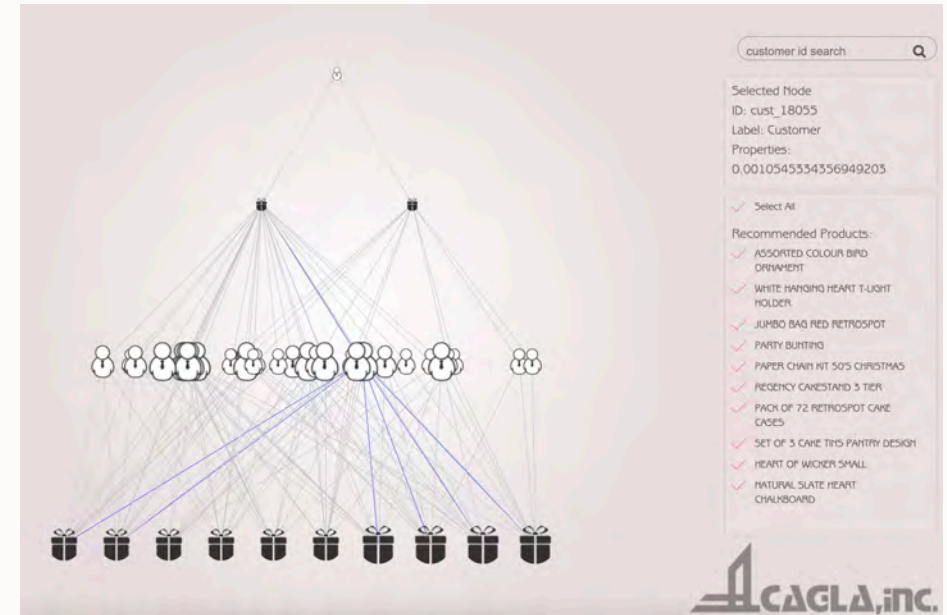 customer id search
Selected Node
ID: cust_18055
Label: Customer
Properties:
0.0010545334356949203
Select All
Recommended Products:
ASSORTED COLOUR BIRD
ORNAMENT
WHITE HANGING HEART T-LIGHT
HOLDER
JUMBO BAG RED RETROSPOT
PARTY BUNTING
PAPER CHAIN KIT 50'S CHRISTMAS
REGENCY CAKESTAND 3 TIER
PACK OF 72 RETROSPOT CAKE
CASES
SET OF 3 CAKE TINS PANTRY DESIGN
HEART OF WICKER SMALL
NATURAL SLATE HEART
CHALKBOARD
CAGLA,inc.